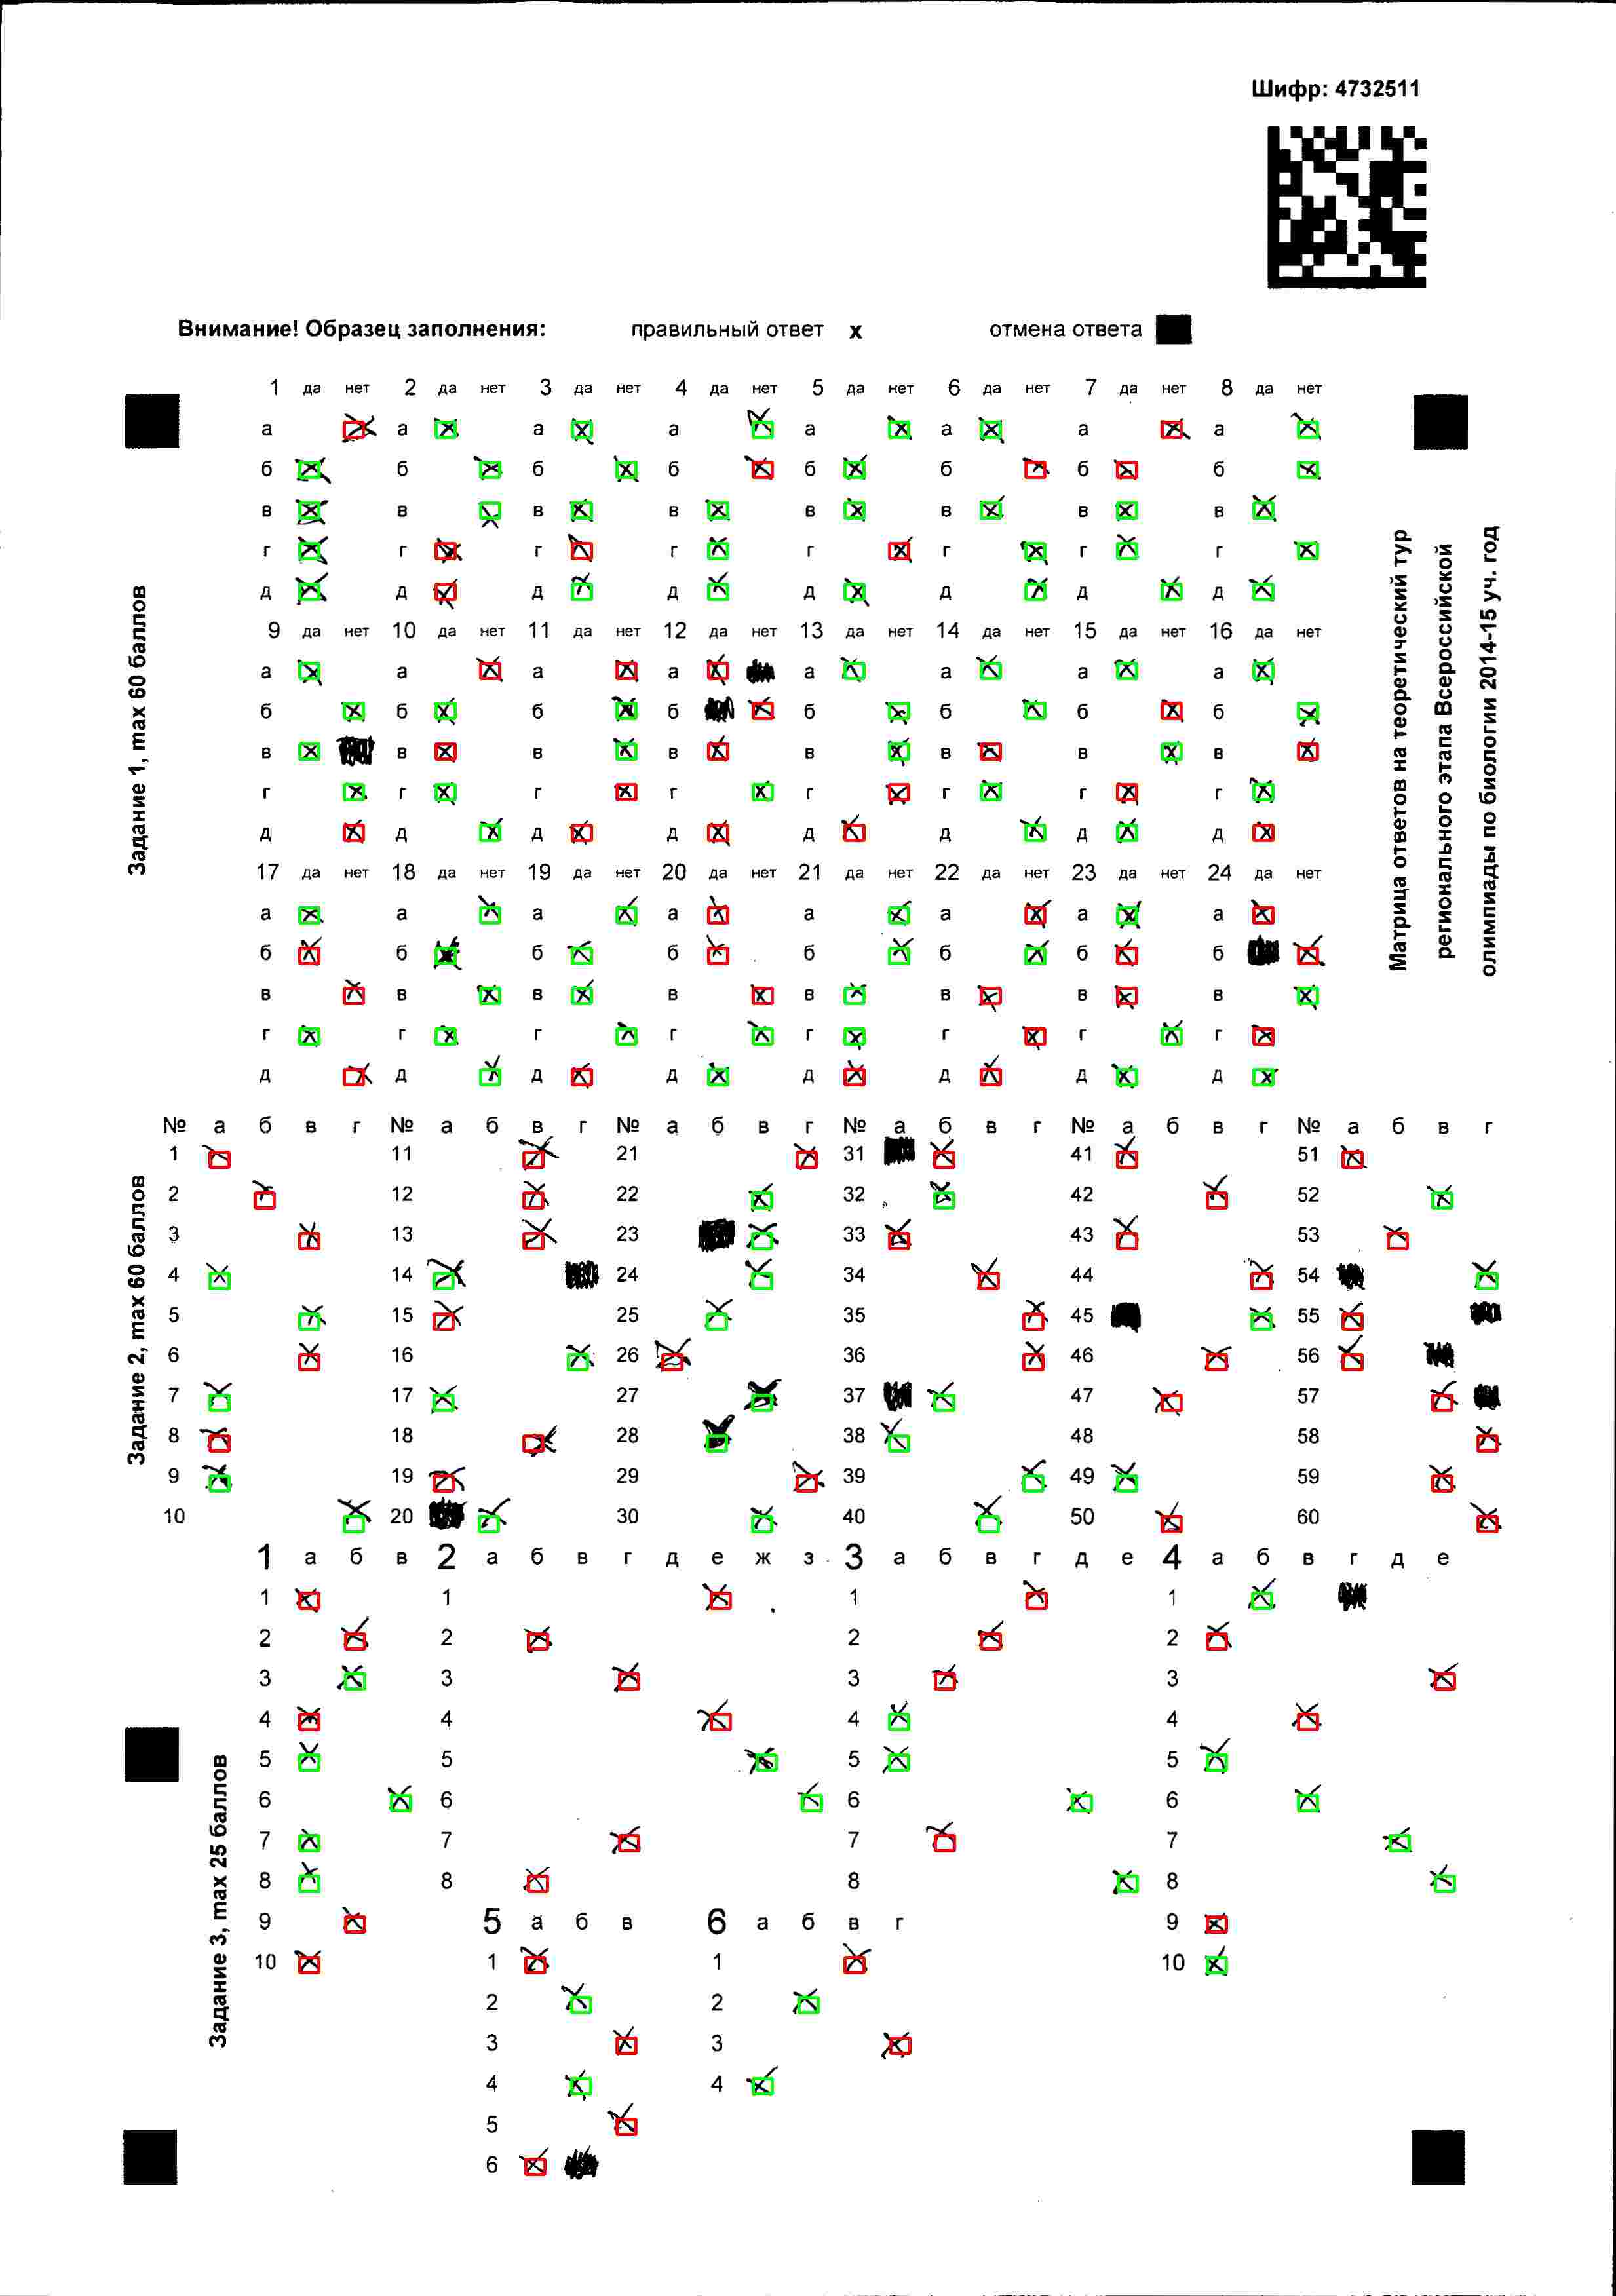 Шифр: 4732511
Внимание! Образец заполнения: правильный ответ х отмена ответа
1 да нет 2 да нет 3 да нет 4 да нет 5 да нет 6 да нет 7 да нет 8 да нет
а а а а а а а а
б б б б б б б б
в в в в в в в в
г г г г г г г г
д д д д д д д д
9 да нет 10 да нет 11 да нет 12 да нет 13 да нет 14 да нет 15 да нет 16 да нет
а а а а а а а а
б б б б б б б б
в в в в в в в в
г г г г г г г г
д д д д д д д д
17 да нет 18 да нет 19 да нет 20 да нет 21 да нет 22 да нет 23 да нет 24 да нет
а а а а а а а а
б б б б б б б б
в в в в в в в в
г г г г г г г г
д д д д д д д д
Задание 1, max 60 баллов
Матрица ответов на теоретический тур
регионального этапа Всероссийской
олимпиады по биологии 2014-15 уч. год
№ а б в г № а б в г № а б в г № а б в г № а б в г № а б в г
1 11 21 31 41 51
2 12 22 32 42 52
3 13 23 33 43 53
4 14 24 34 44 54
5 15 25 35 45 55
6 16 26 36 46 56
7 17 27 37 47 57
8 18 28 38 48 58
9 19 29 39 49 59
10 20 30 40 50 60
Задание 2, max 60 баллов
1 а б в 2 а б в г д е ж з 3 а б в г д е 4 а б в г д е
1 1 1 1
2 2 2 2
3 3 3 3
4 4 4 4
5 5 5 5
6 6 6 6
7 7 7 7
8 8 8 8
9 5 а б в 6 а б в г 9
10 1 1 10
2 2
3 3
4 4
5
6
Задание 3, max 25 баллов